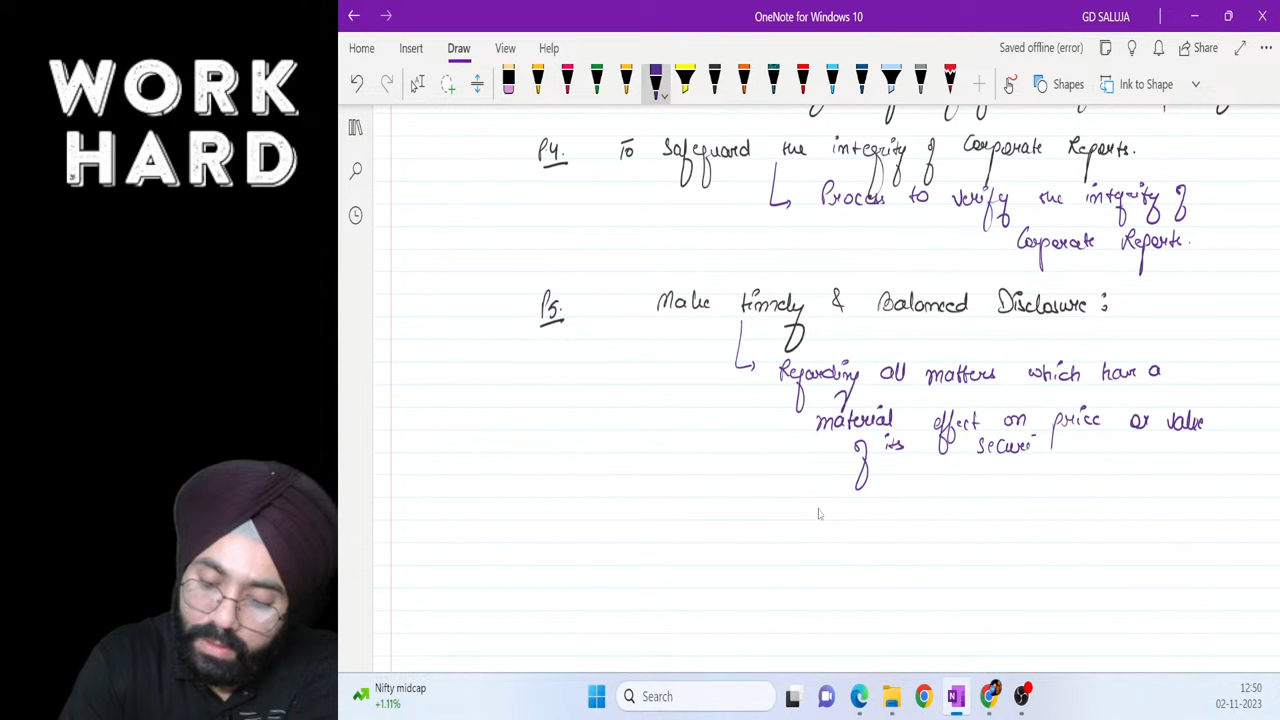 WORK
HARD
OneNote for Windows 10
GD SALUJA
Home Insert Draw View Help
Saved offline (error)
Share
Shapes
Ink to Shape
P4. To Safeguard the integrity of Corporate Reports.
Process to verify the integrity of
Corporate Reports.
P5. Make timely & Balanced Disclosure :
Regarding all matters which have a
material effect on price or value
of its securi
Nifty midcap
+1.11%
Search
12:50
02-11-2023